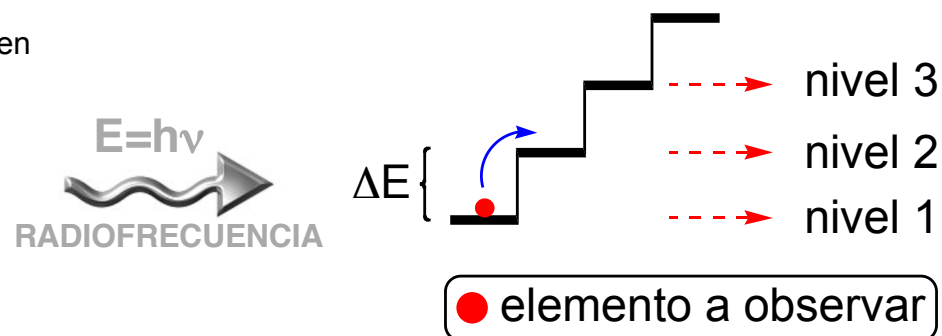 en
E=hν
RADIOFRECUENCIA
ΔE
nivel 3
nivel 2
nivel 1
elemento a observar